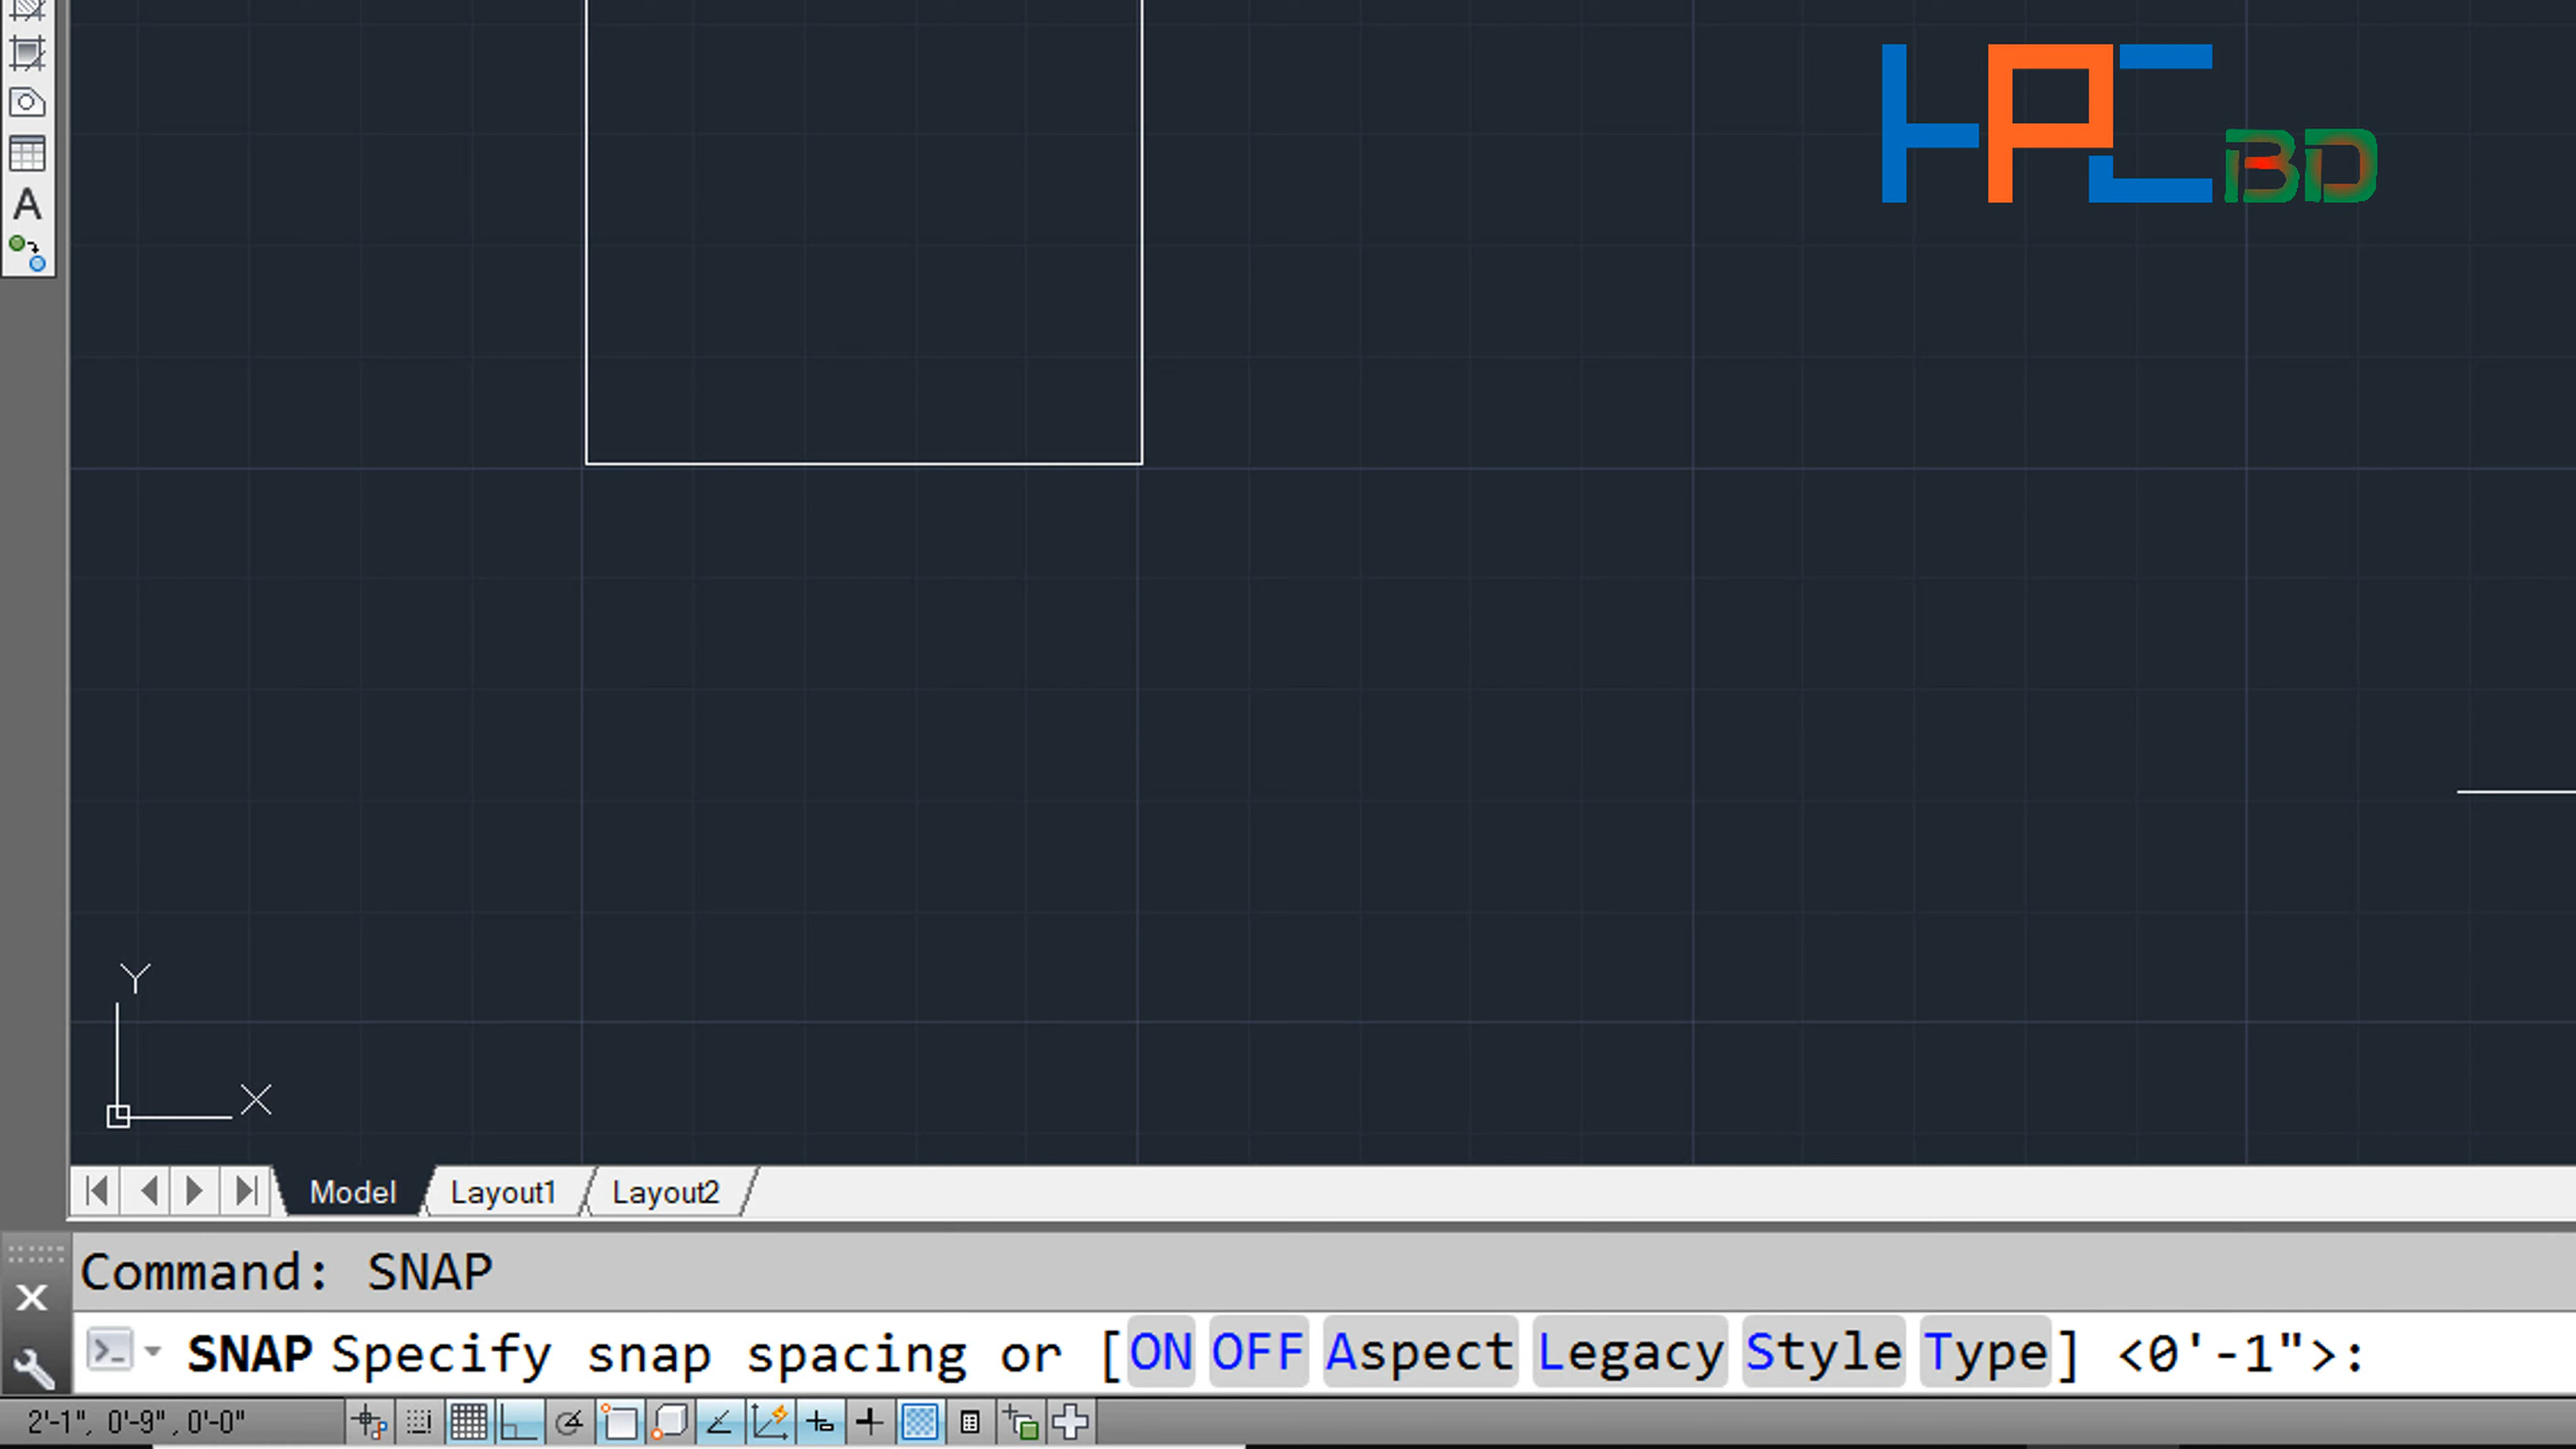 HPC BD
A
Y
X
Model Layout1 Layout2
Command: SNAP
SNAP Specify snap spacing or [ON OFF Aspect Legacy Style Type] <0'-1">:
2'-1", 0'-9", 0'-0"